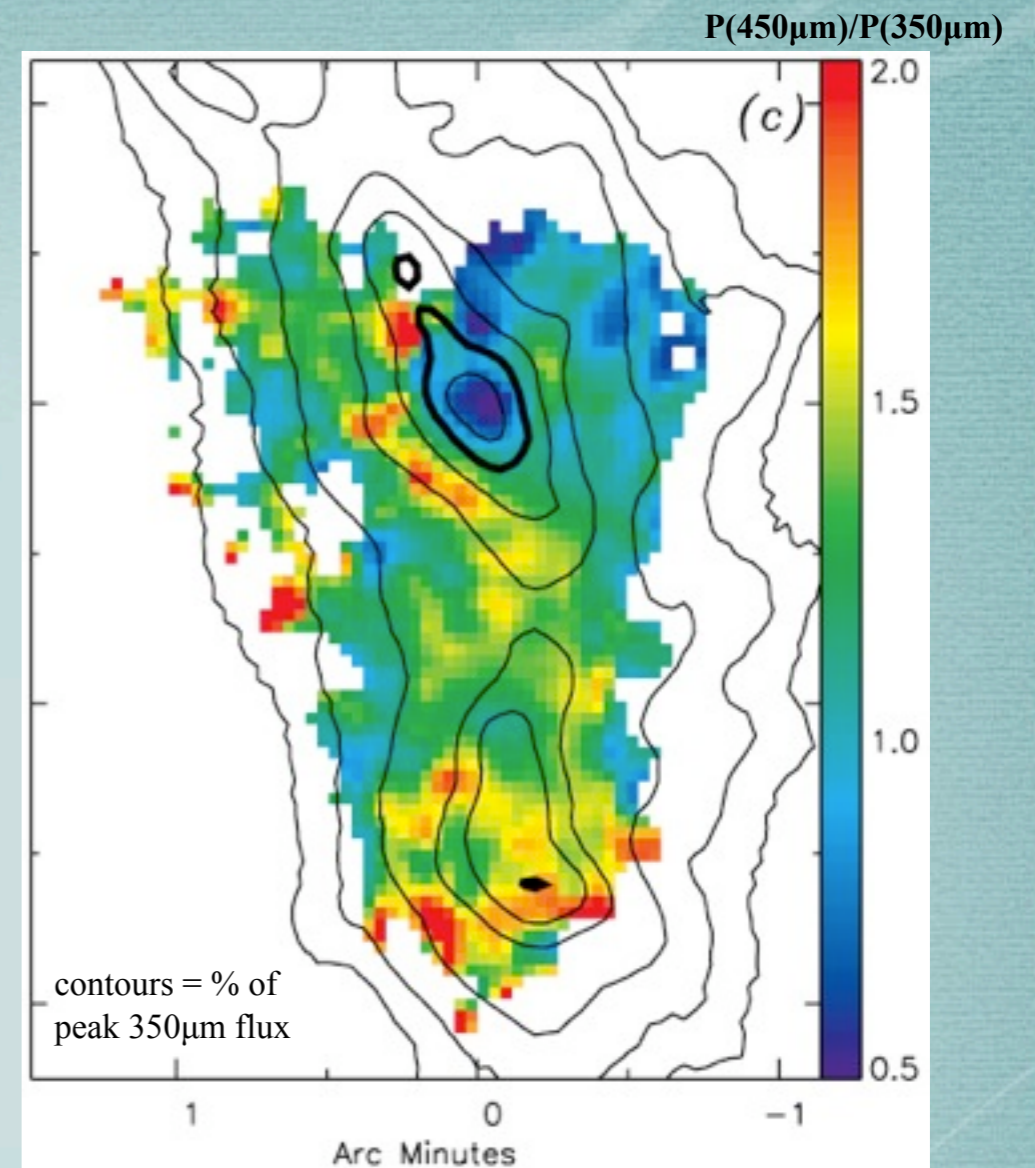 P(450μm)/P(350μm)
(c)
2.0
1.5
1.0
0.5
contours = % of
peak 350μm flux
1 0 −1
Arc Minutes